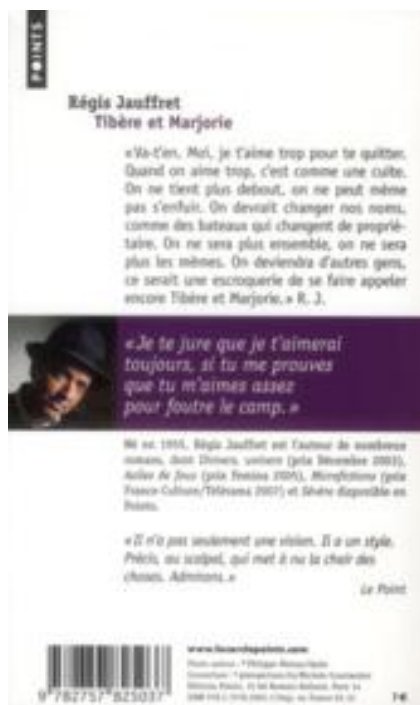 POINTS
Régis Jauffret
Tibère et Marjorie
« Va-t'en. Moi, je t'aime trop pour te quitter.
Quand on aime trop, c'est comme une cuite.
On ne tient plus debout, on ne peut même
pas s'enfuir. On devrait changer nos noms,
comme des bateaux qui changent de proprié-
taire. On ne sera plus ensemble, on ne sera
plus les mêmes. On deviendra d'autres gens,
ce serait une escroquerie de se faire appeler
encore Tibère et Marjorie. » R. J.
« Je te jure que je t'aimerai
toujours, si tu me prouves
que tu m'aimes assez
pour foutre le camp. »
Né en 1955, Régis Jauffret est l'auteur de nombreux
romans, dont Univers, univers (prix Décembre 2003),
Asiles de fous (prix Femina 2005), Microfictions (prix
France Culture/Télérama 2007) et Sévère disponible en
Points.
« Il n'a pas seulement une vision. Il a un style.
Précis, au scalpel, qui met à nu la chair des
choses. Admirons. »
Le Point
www.lecerclepoints.com
9 782757 825037